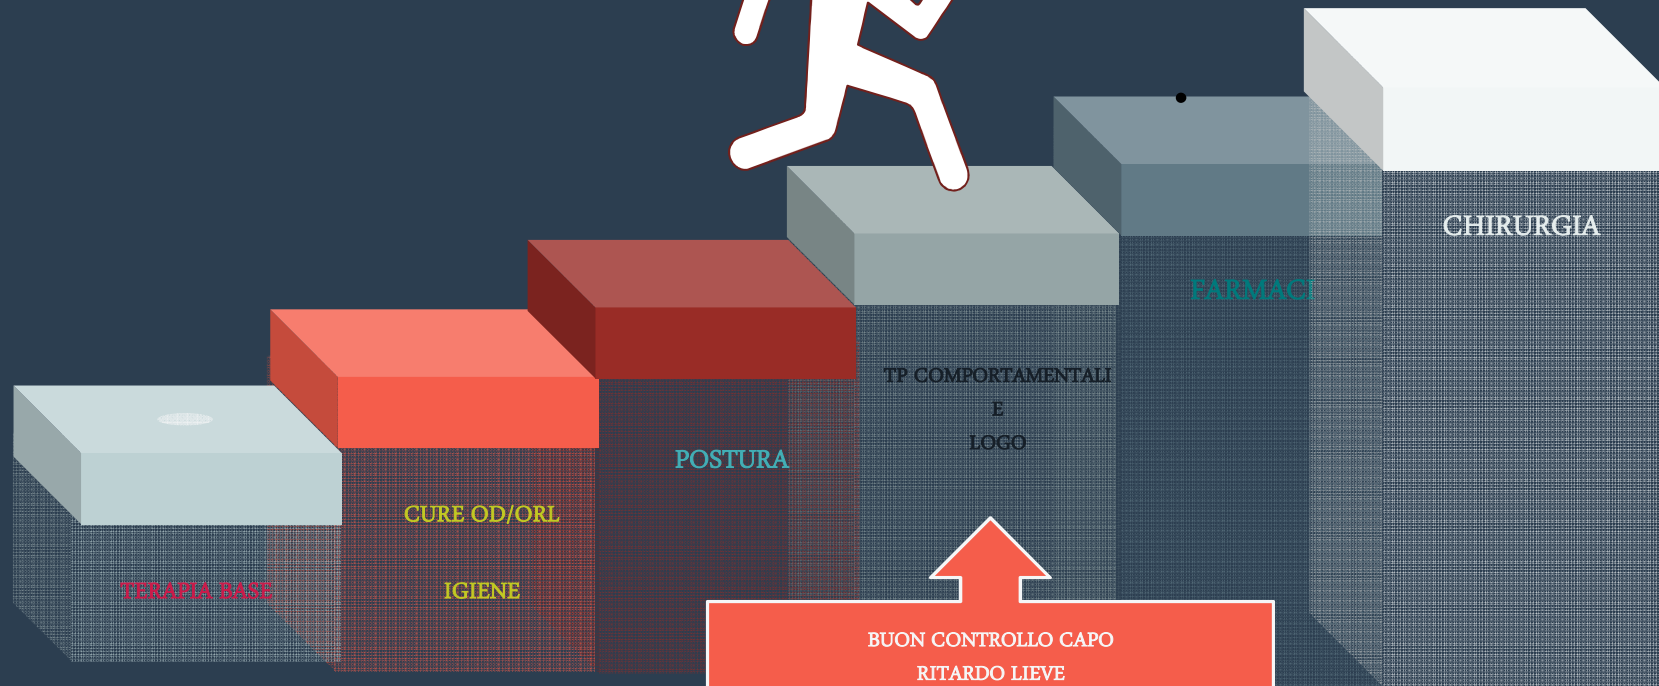 TERAPIA BASE
CURE OD/ORL
IGIENE
POSTURA
TP COMPORTAMENTALI
E
LOGO
FARMACI
CHIRURGIA
BUON CONTROLLO CAPO
RITARDO LIEVE